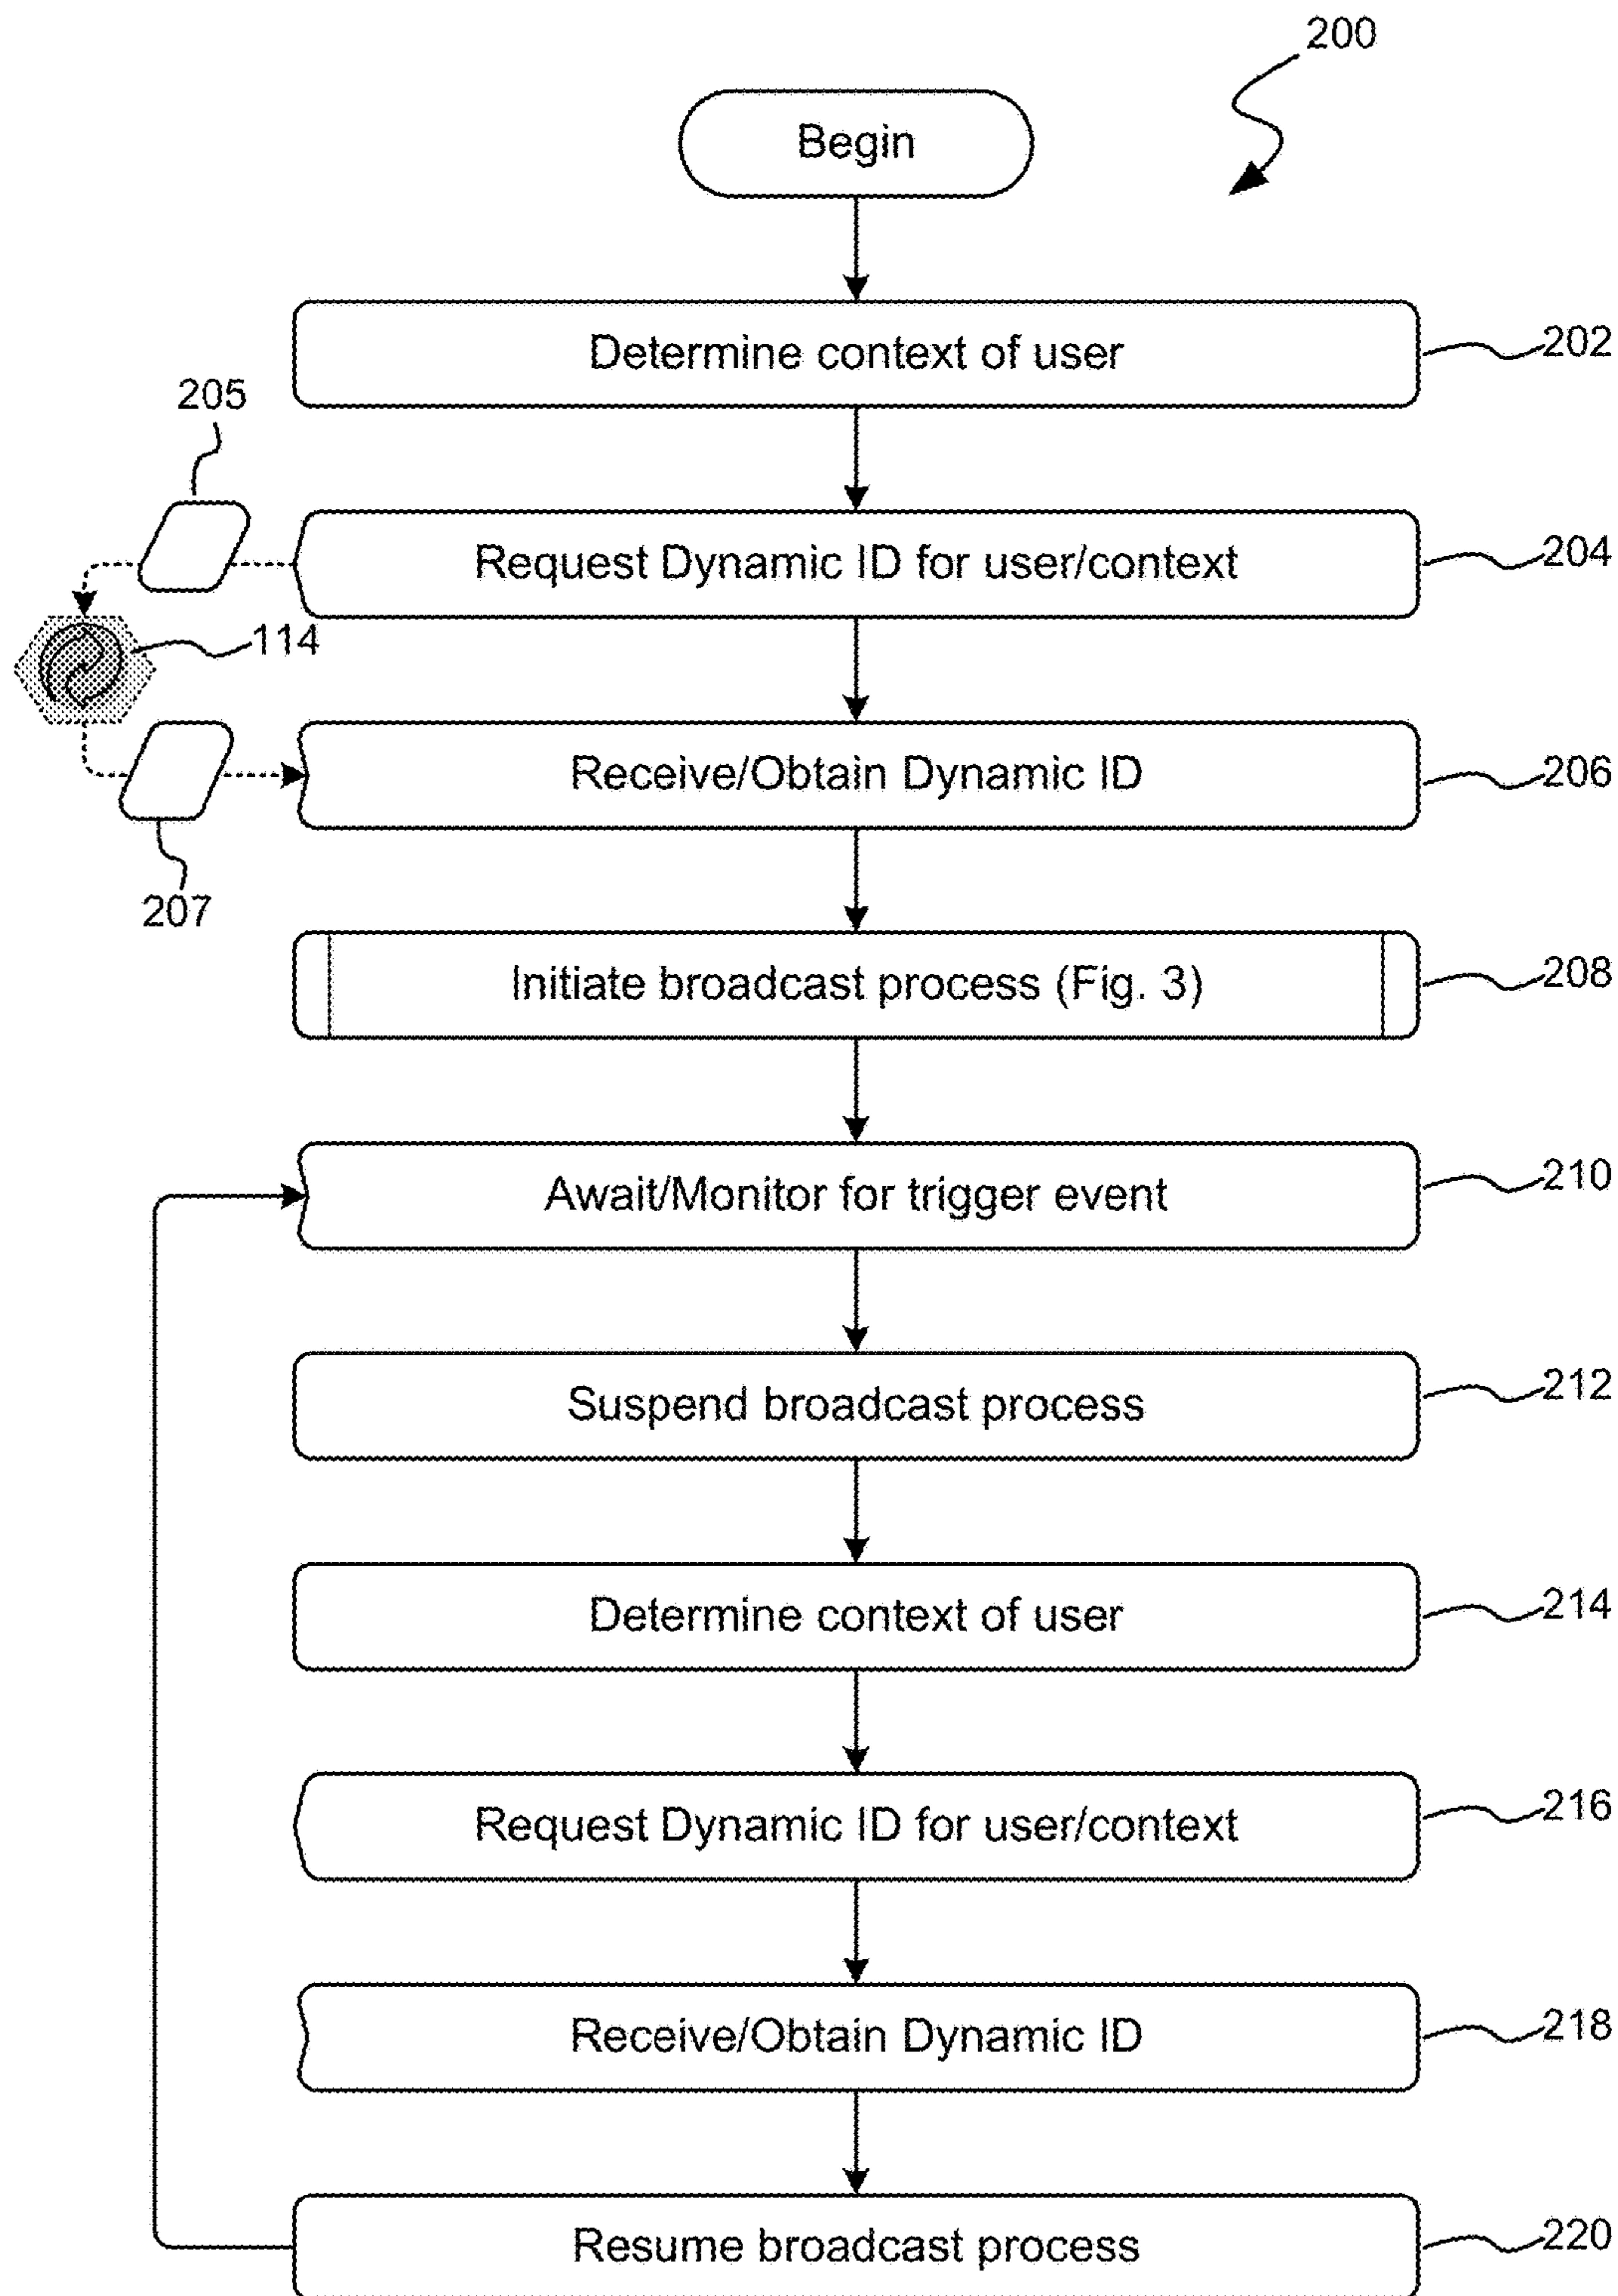 200
Begin
Determine context of user
202
205
Request Dynamic ID for user/context
204
114
Receive/Obtain Dynamic ID
206
207
Initiate broadcast process (Fig. 3)
208
Await/Monitor for trigger event
210
Suspend broadcast process
212
Determine context of user
214
Request Dynamic ID for user/context
216
Receive/Obtain Dynamic ID
218
Resume broadcast process
220